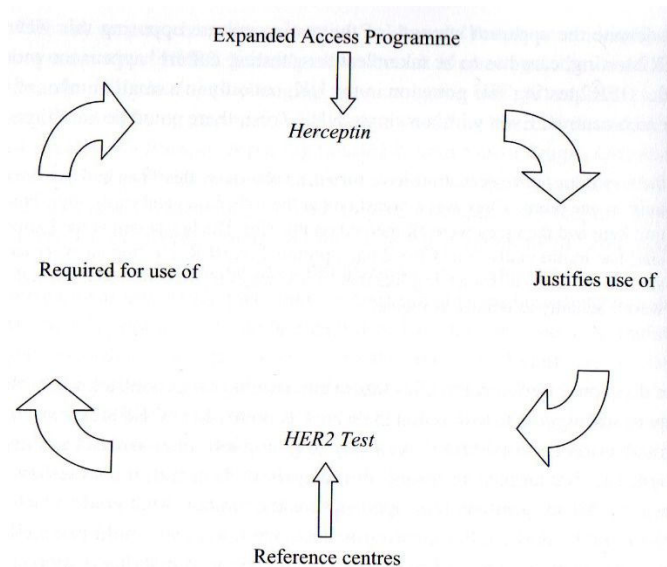 Expanded Access Programme
Herceptin
Required for use of
Justifies use of
HER2 Test
Reference centres